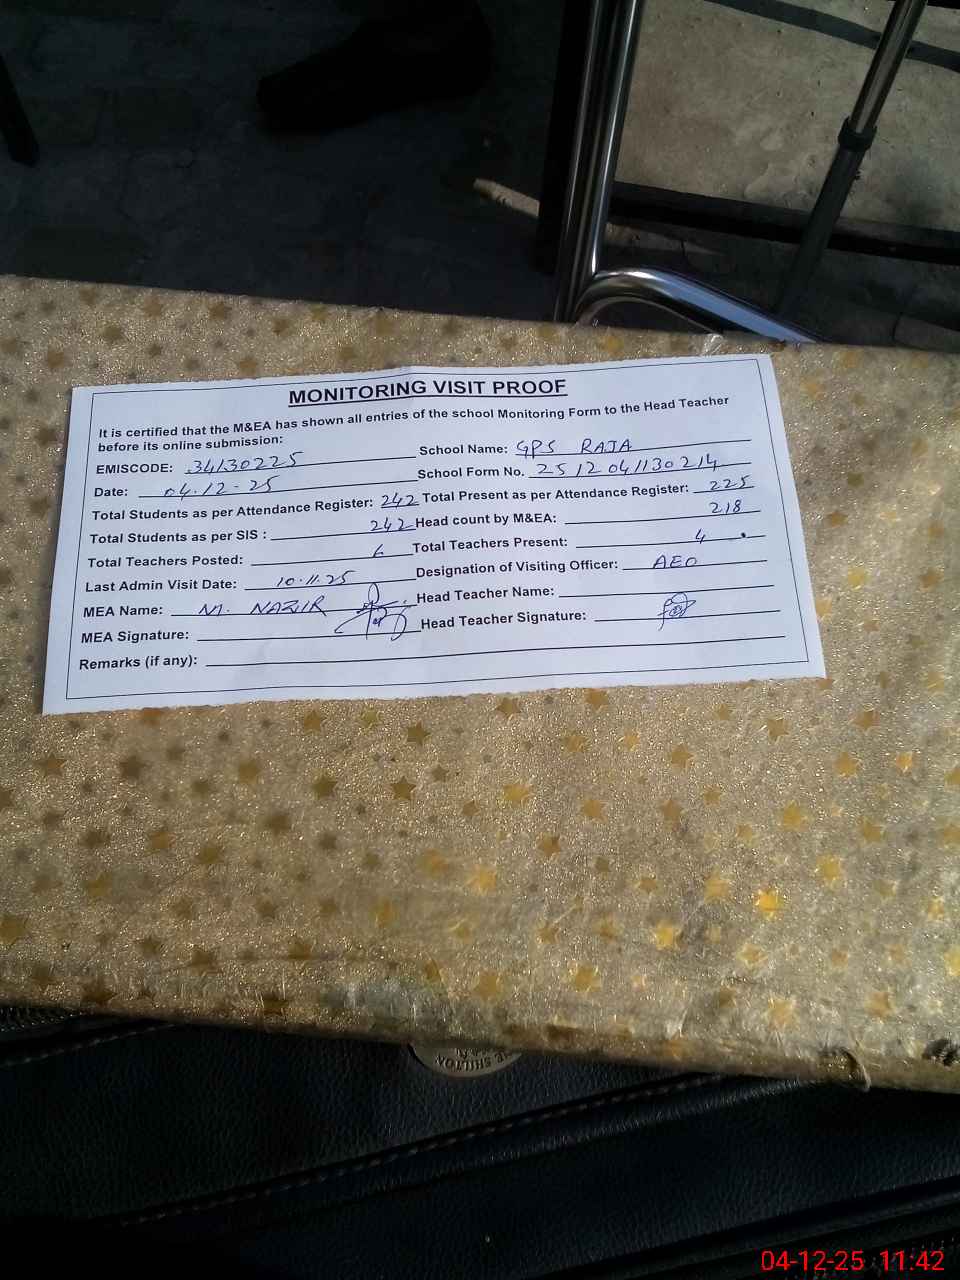 MONITORING VISIT PROOF
It is certified that the M&EA has shown all entries of the school Monitoring Form to the Head Teacher
before its online submission:
EMISCODE: 34130225 School Name: GPS RAJA
Date: 04.12-25 School Form No. 2512041130214
Total Students as per Attendance Register: 242 Total Present as per Attendance Register: 225
Total Students as per SIS : 242 Head count by M&EA: 218
Total Teachers Posted: 6 Total Teachers Present: 4
Last Admin Visit Date: 10.11.25 Designation of Visiting Officer: AEO
MEA Name: M. NAZIR Head Teacher Name:
MEA Signature: Head Teacher Signature:
Remarks (if any):
04-12-25 11:42